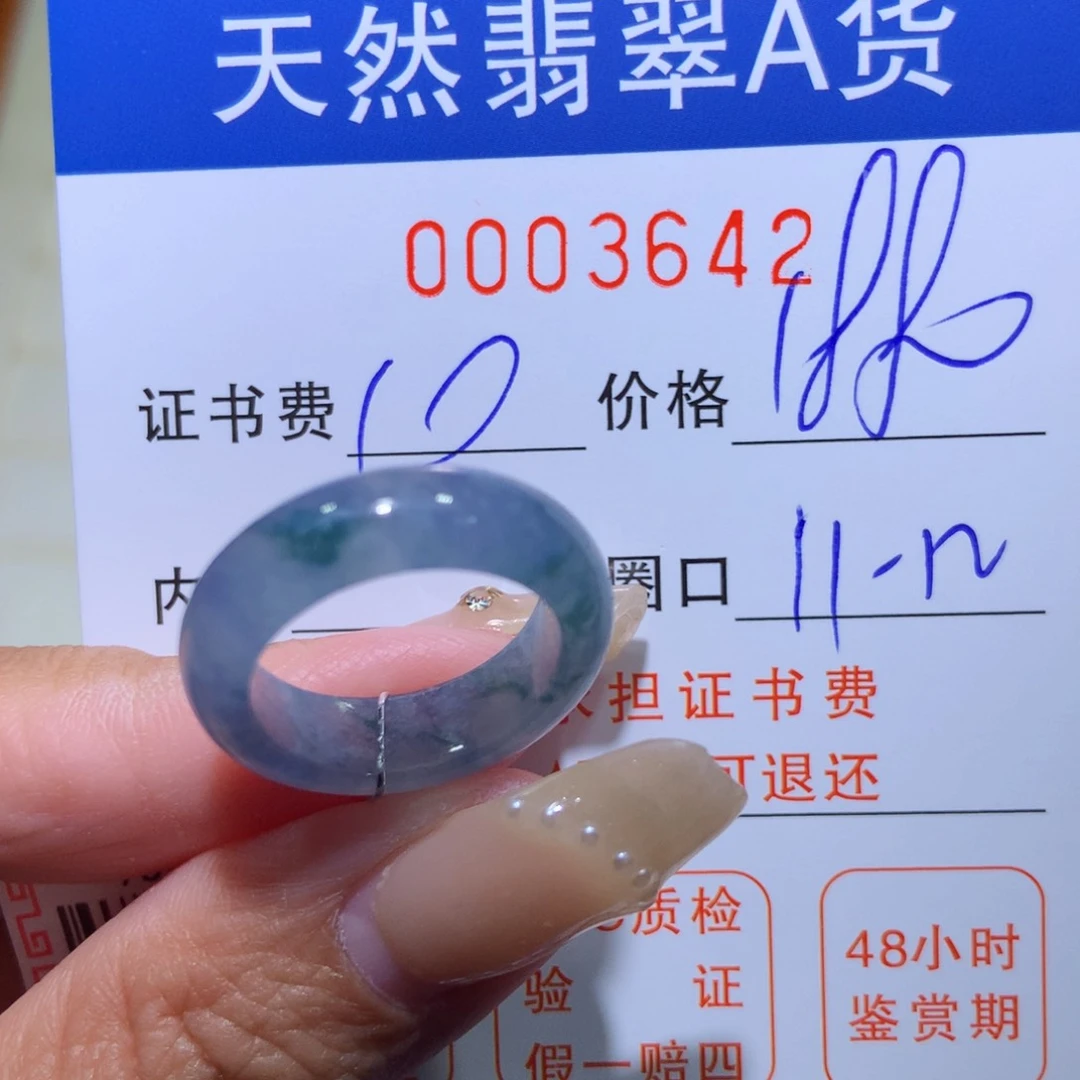 天然翡翠A货
0003642
证书费 10 价格
内 圈口 11-12
担证书费
可退还
质检
验 证
假一赔四
48小时
鉴赏期